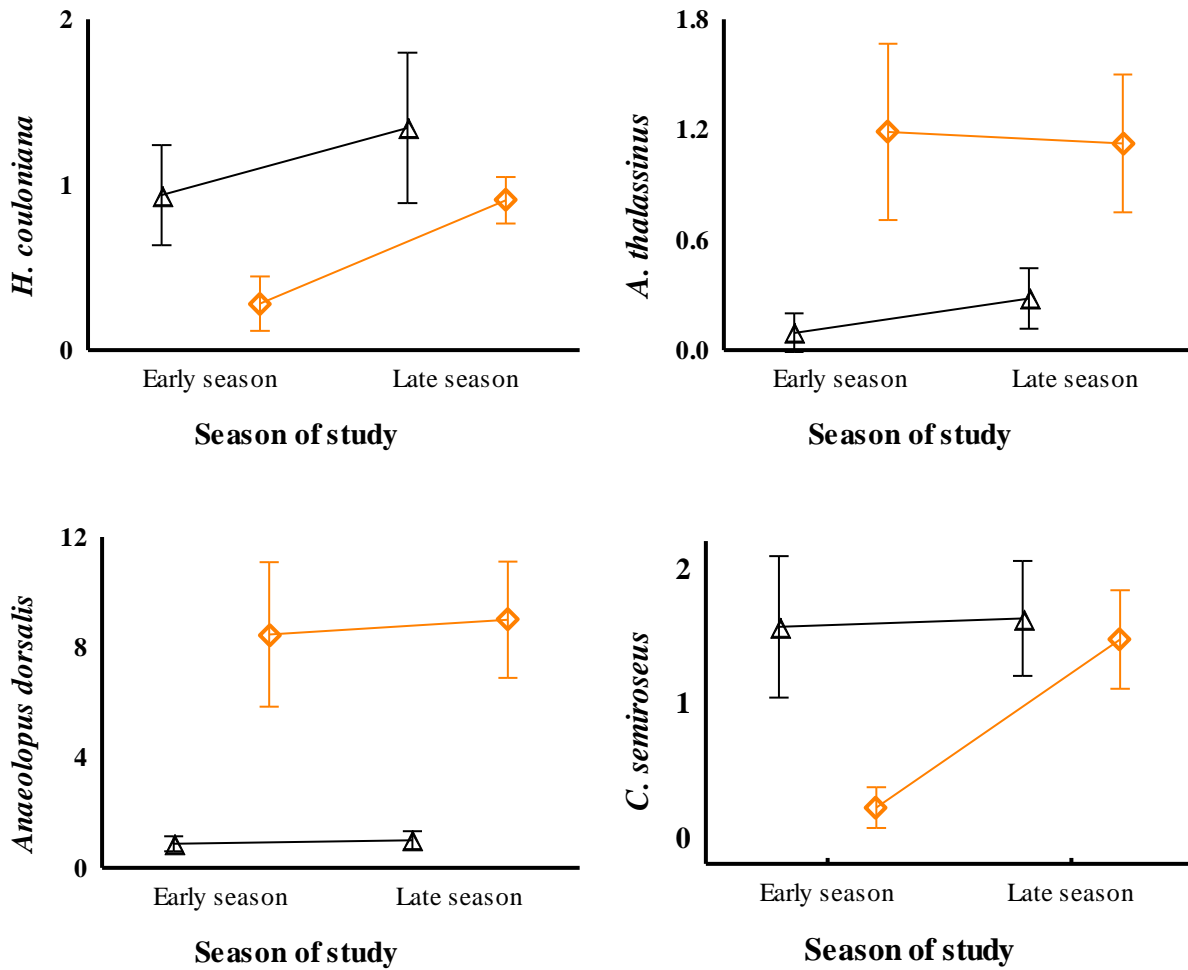 H. couloniana
2
1
0
Early season
Late season
Season of study
A. thalassinus
1.8
1.2
0.6
0.0
Early season
Late season
Season of study
Anaeolopus dorsalis
12
8
4
0
Early season
Late season
Season of study
C. semiroseus
2
1
0
Early season
Late season
Season of study